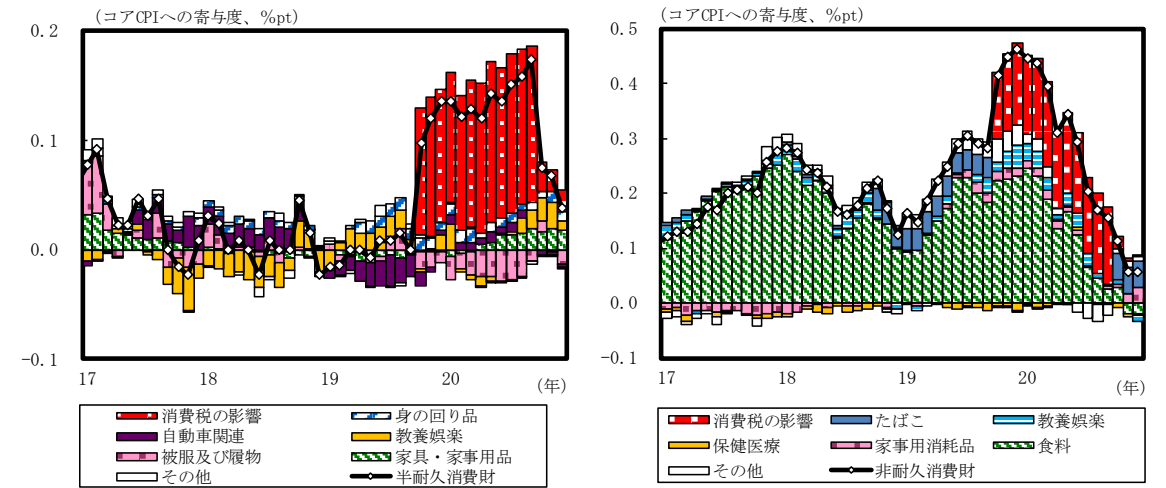 (コアCPIへの寄与度、%pt)
0.2
0.1
0.0
-0.1
17
18
19
20
(年)
消費税の影響
身の回り品
自動車関連
教養娯楽
被服及び履物
家具・家事用品
その他
半耐久消費財
(コアCPIへの寄与度、%pt)
0.5
0.4
0.3
0.2
0.1
0.0
-0.1
17
18
19
20
(年)
消費税の影響
たばこ
教養娯楽
保健医療
家事用消耗品
食料
その他
非耐久消費財